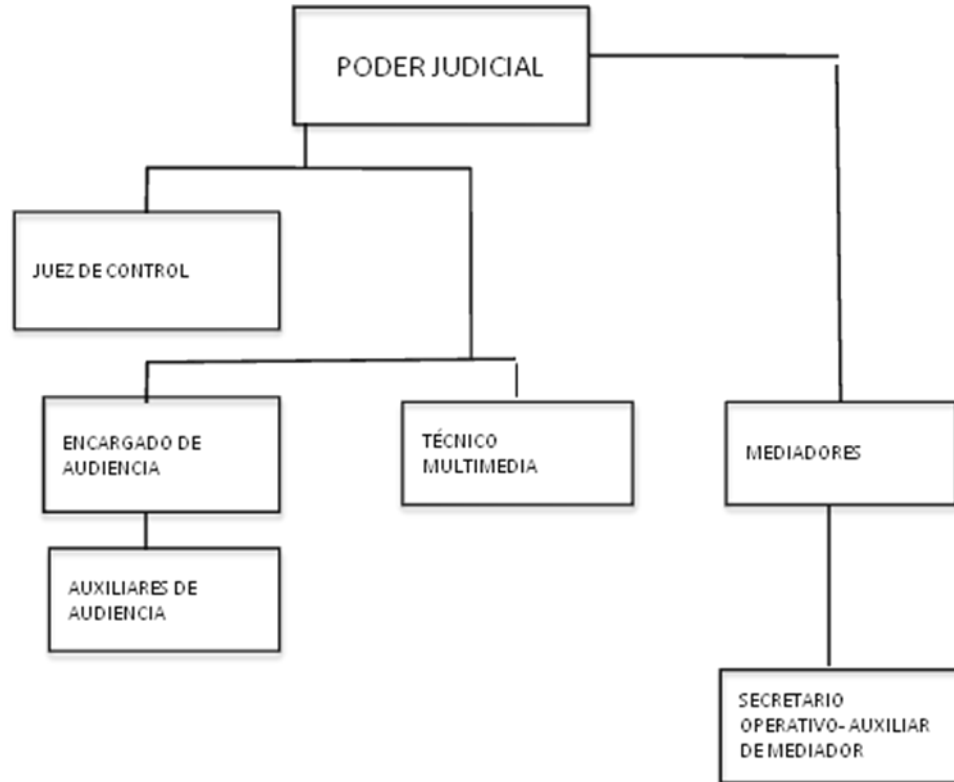 PODER JUDICIAL
JUEZ DE CONTROL
ENCARGADO DE
AUDIENCIA
TÉCNICO
MULTIMEDIA
MEDIADORES
AUXILIARES DE
AUDIENCIA
SECRETARIO
OPERATIVO- AUXILIAR
DE MEDIADOR